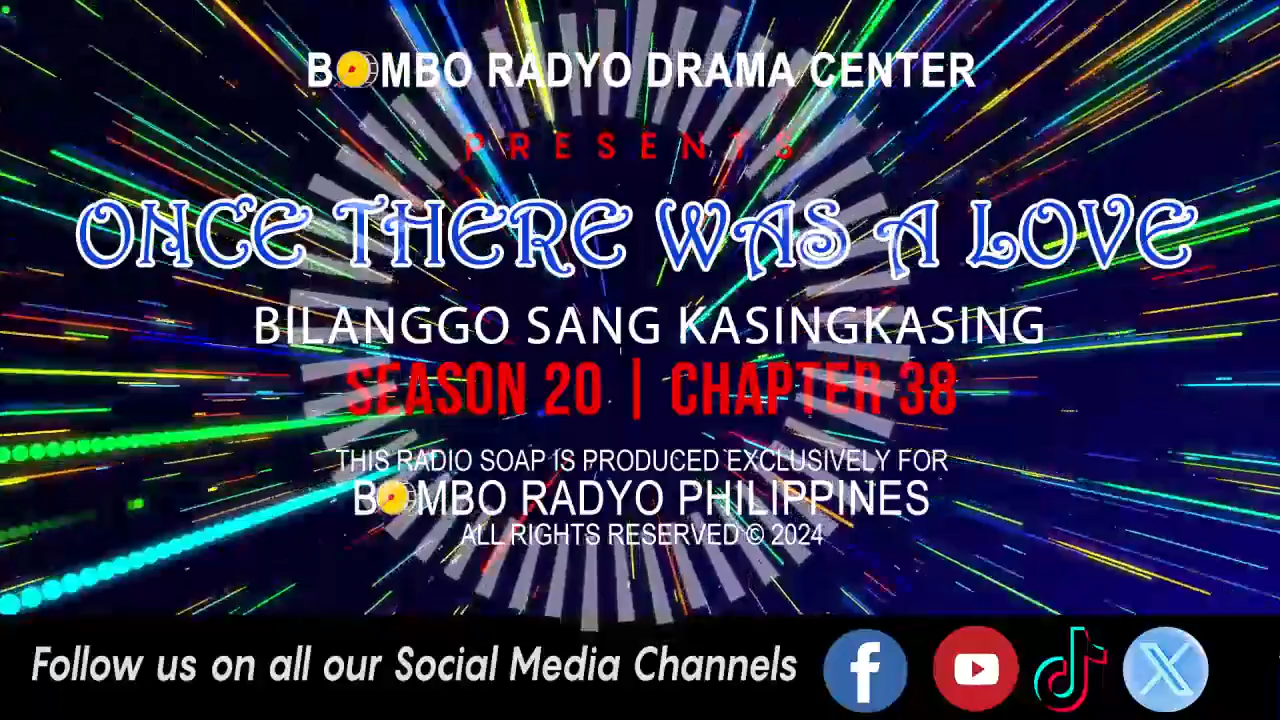 BOMBO RADYO DRAMA CENTER
PRESENTS
ONCE THERE WAS A LOVE
BILANGGO SANG KASINGKASING
SEASON 20 | CHAPTER 38
THIS RADIO SOAP IS PRODUCED EXCLUSIVELY FOR
BOMBO RADYO PHILIPPINES
ALL RIGHTS RESERVED © 2024
Follow us on all our Social Media Channels